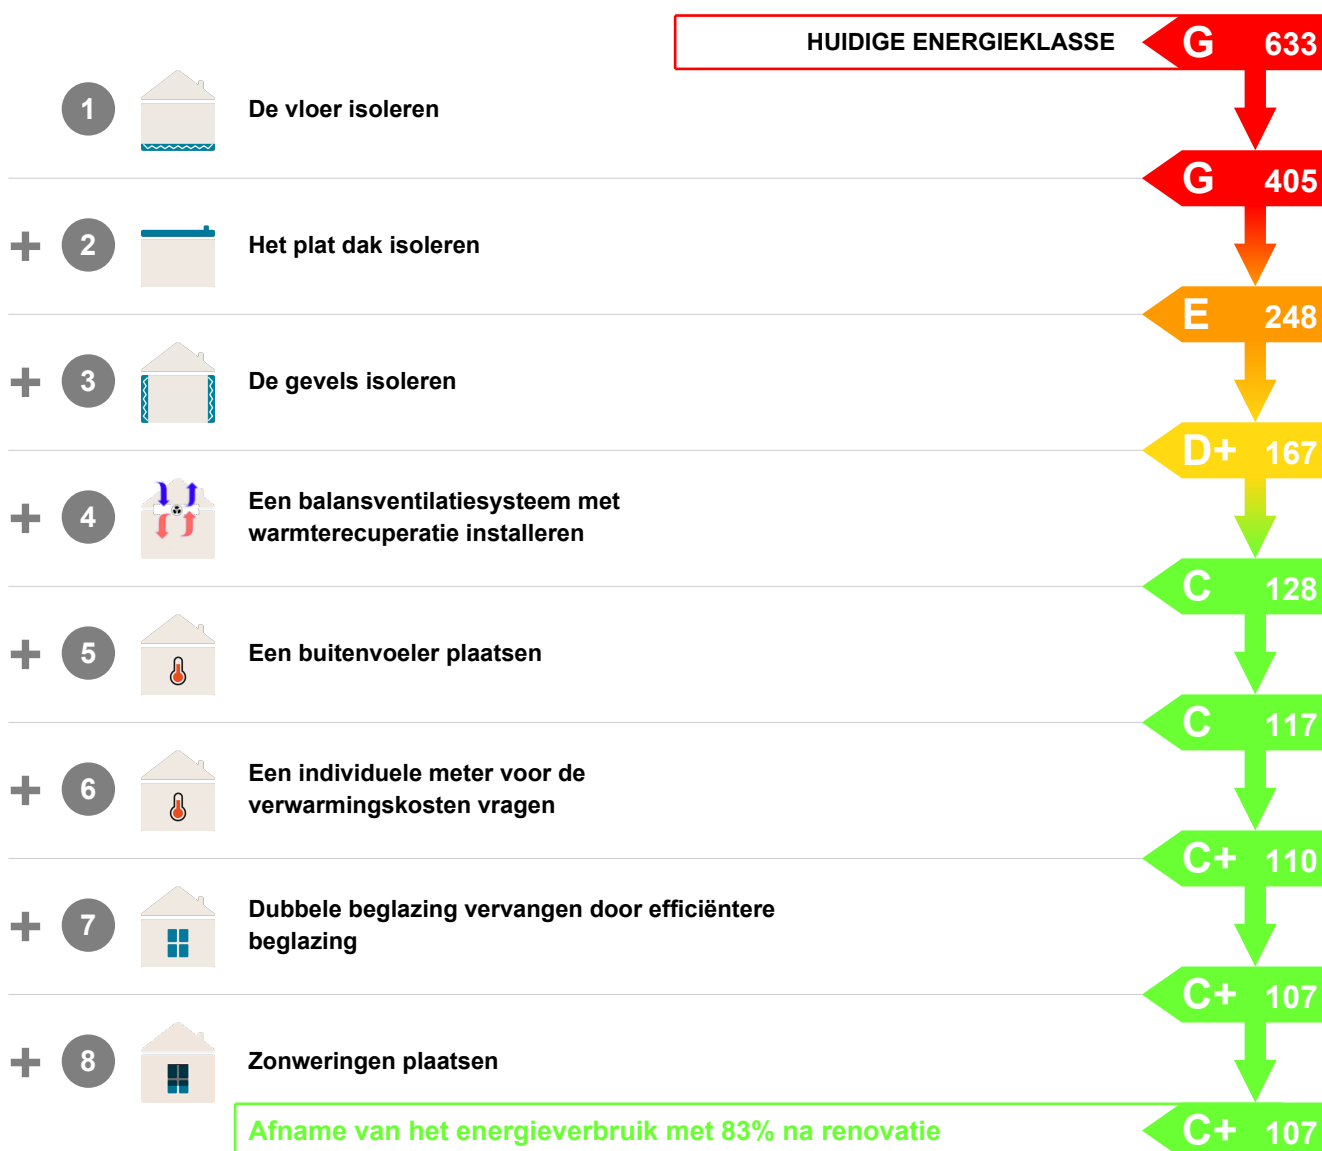 HUIDIGE ENERGIEKLASSE G 633
1 De vloer isoleren
G 405
+ 2 Het plat dak isoleren
E 248
+ 3 De gevels isoleren
D+ 167
+ 4 Een balansventilatiesysteem met
warmterecuperatie installeren
C 128
+ 5 Een buitenvoeler plaatsen
C 117
+ 6 Een individuele meter voor de
verwarmingskosten vragen
C+ 110
+ 7 Dubbele beglazing vervangen door efficiëntere
beglazing
C+ 107
+ 8 Zonweringen plaatsen
Afname van het energieverbruik met 83% na renovatie C+ 107